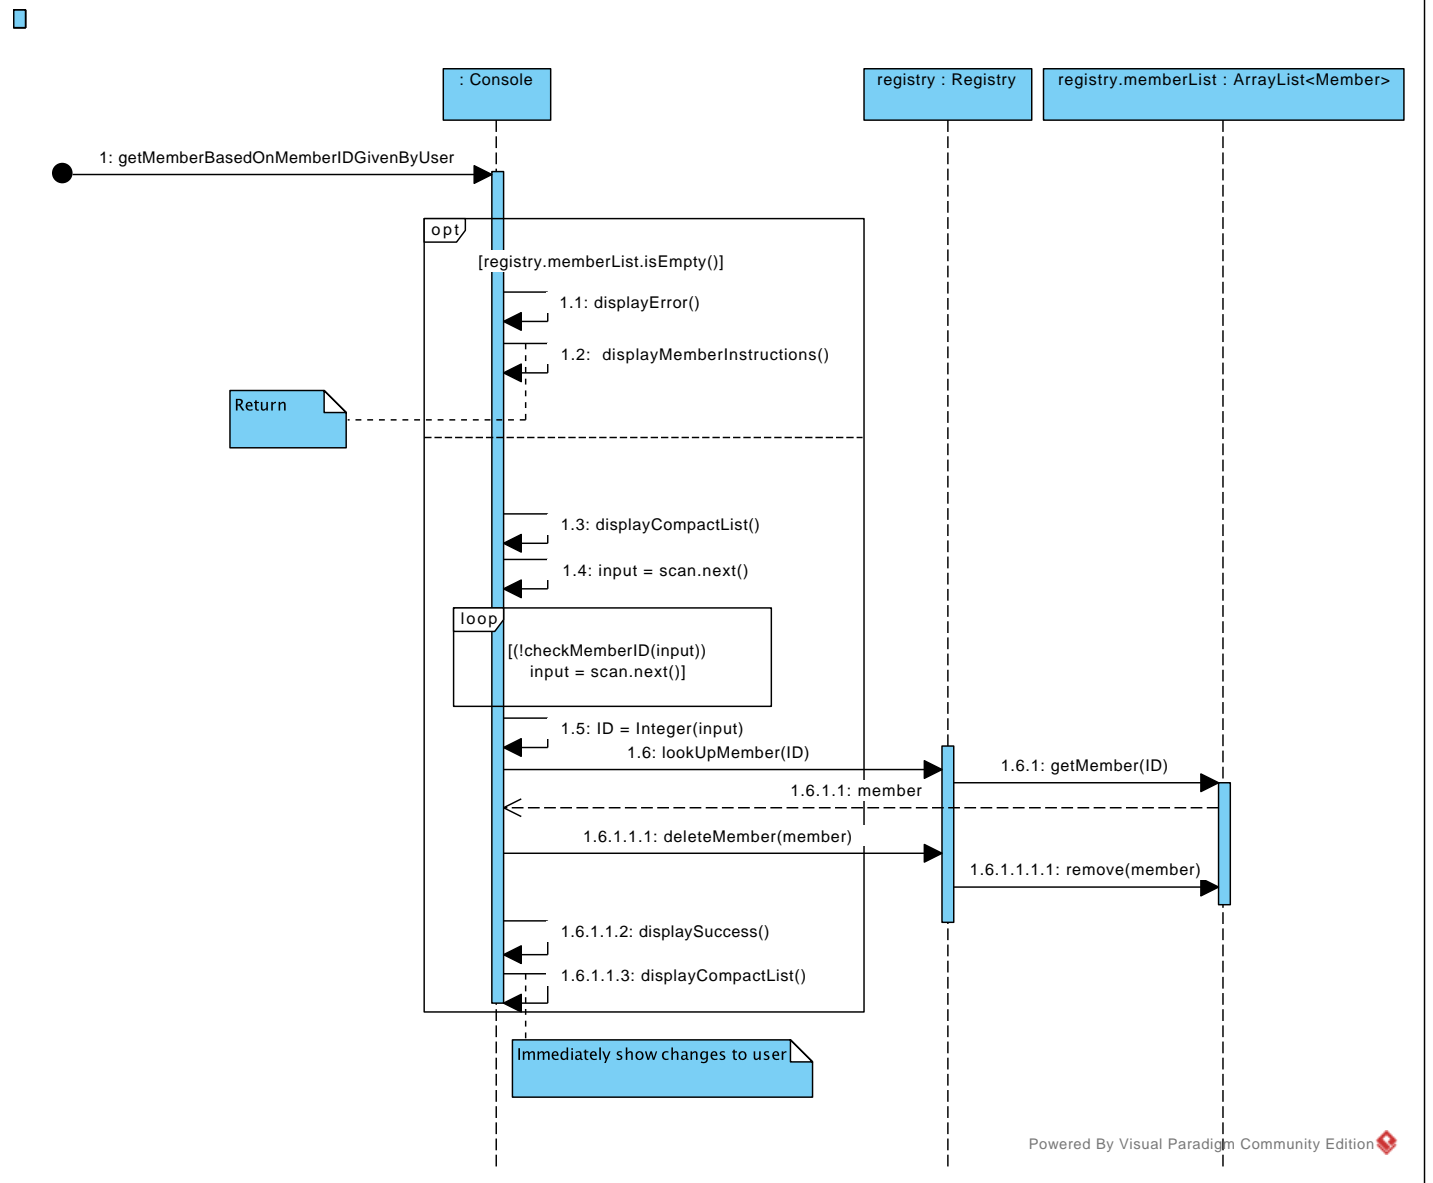 : Console
registry : Registry
registry.memberList : ArrayList<Member>
1: getMemberBasedOnMemberIDGivenByUser
opt
[registry.memberList.isEmpty()]
1.1: displayError()
1.2:  displayMemberInstructions()
Return
1.3: displayCompactList()
1.4: input = scan.next()
loop
[(!checkMemberID(input))
input = scan.next()]
1.5: ID = Integer(input)
1.6: lookUpMember(ID)
1.6.1: getMember(ID)
1.6.1.1: member
1.6.1.1.1: deleteMember(member)
1.6.1.1.1.1: remove(member)
1.6.1.1.2: displaySuccess()
1.6.1.1.3: displayCompactList()
Immediately show changes to user
Powered By Visual Paradigm Community Edition